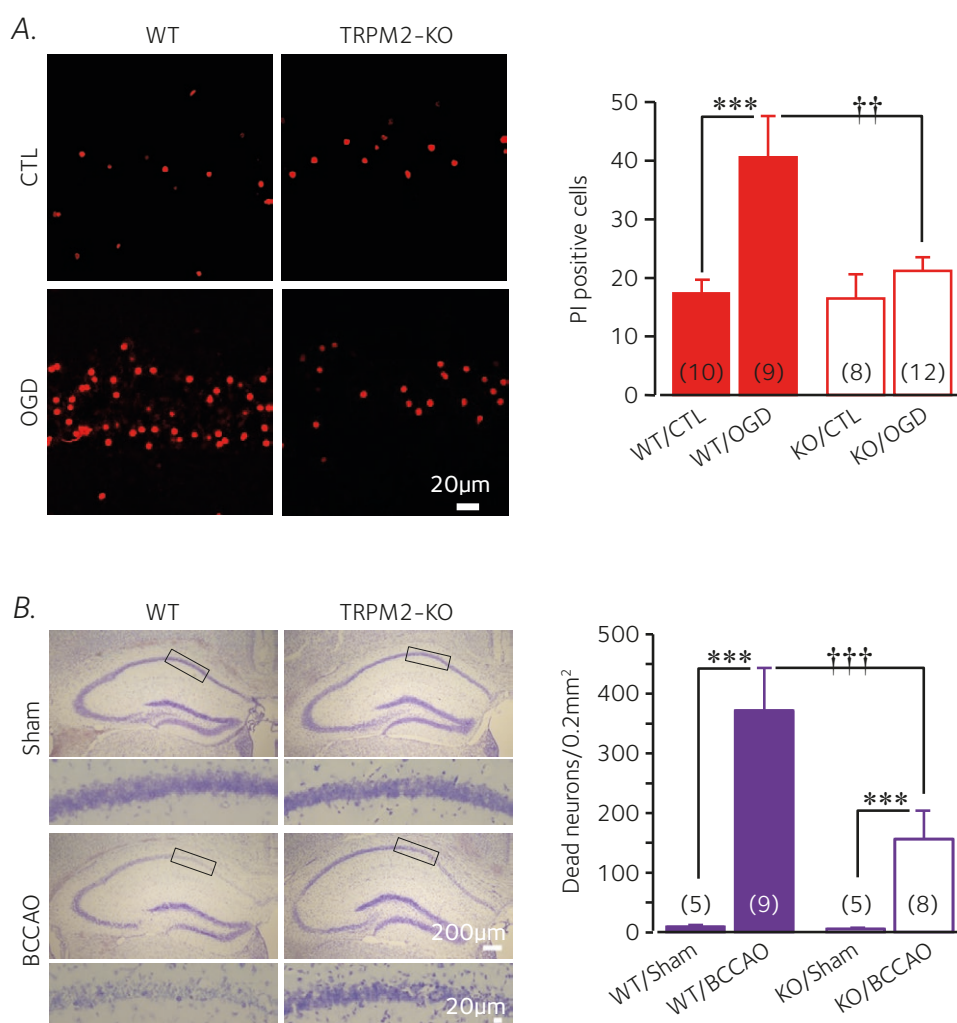 A.
WT TRPM2-KO
CTL
OGD
20μm
PI positive cells
50
40
30
20
10
0
*** ††
(10) (9) (8) (12)
WT/CTL WT/OGD KO/CTL KO/OGD
B.
WT TRPM2-KO
Sham
BCCAO
200μm
20μm
Dead neurons/0.2mm²
500
400
300
200
100
0
*** †††
***
(5) (9) (5) (8)
WT/Sham WT/BCCAO KO/Sham KO/BCCAO